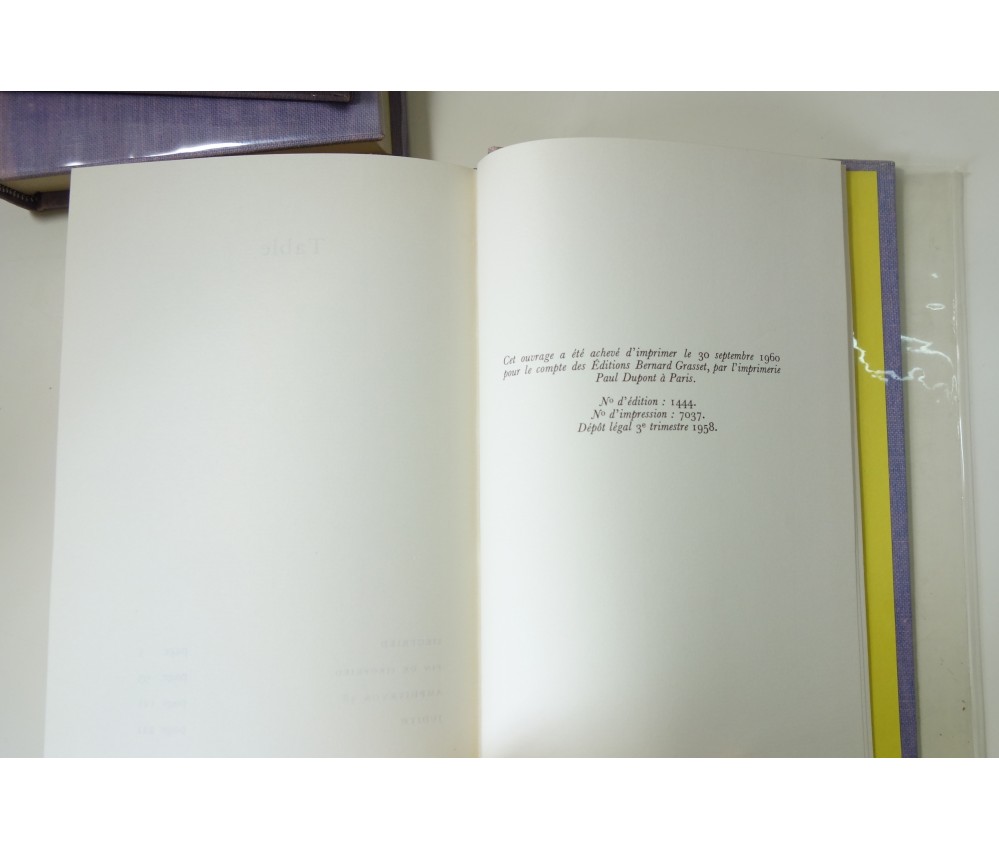 Table
Cet ouvrage a été achevé d'imprimer le 30 septembre 1960
pour le compte des Éditions Bernard Grasset, par l'imprimerie
Paul Dupont à Paris.
No d'édition : 1444.
No d'impression : 7037.
Dépôt légal 3e trimestre 1958.